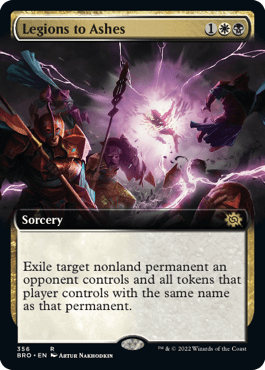 Legions to Ashes 1
Sorcery
Exile target nonland permanent an
opponent controls and all tokens that
player controls with the same name
as that permanent.
356 R
BRO • EN ARTUR NAKHODKIN
™ & © 2022 Wizards of the Coast